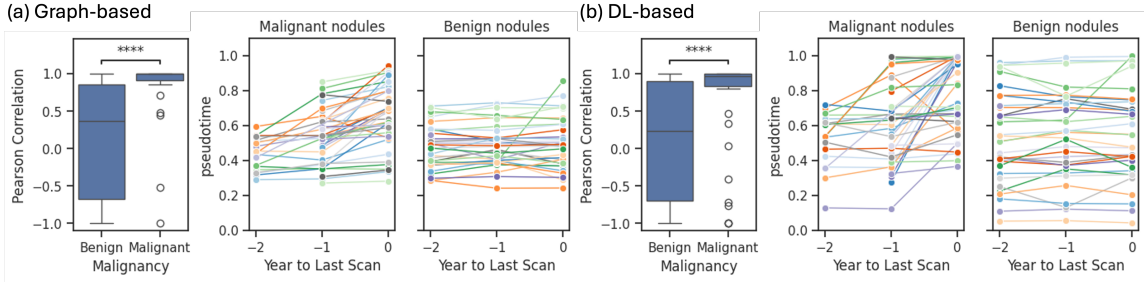 (a) Graph-based
Malignant nodules
Benign nodules
Pearson Correlation
1.0
0.5
0.0
−0.5
−1.0
****
Benign
Malignant
Malignancy
pseudotime
1.0
0.8
0.6
0.4
0.2
0.0
−2
−1
0
Year to Last Scan
−2
−1
0
Year to Last Scan
(b) DL-based
Malignant nodules
Benign nodules
Pearson Correlation
1.0
0.5
0.0
−0.5
−1.0
****
Benign
Malignant
Malignancy
pseudotime
1.0
0.8
0.6
0.4
0.2
0.0
−2
−1
0
Year to Last Scan
−2
−1
0
Year to Last Scan